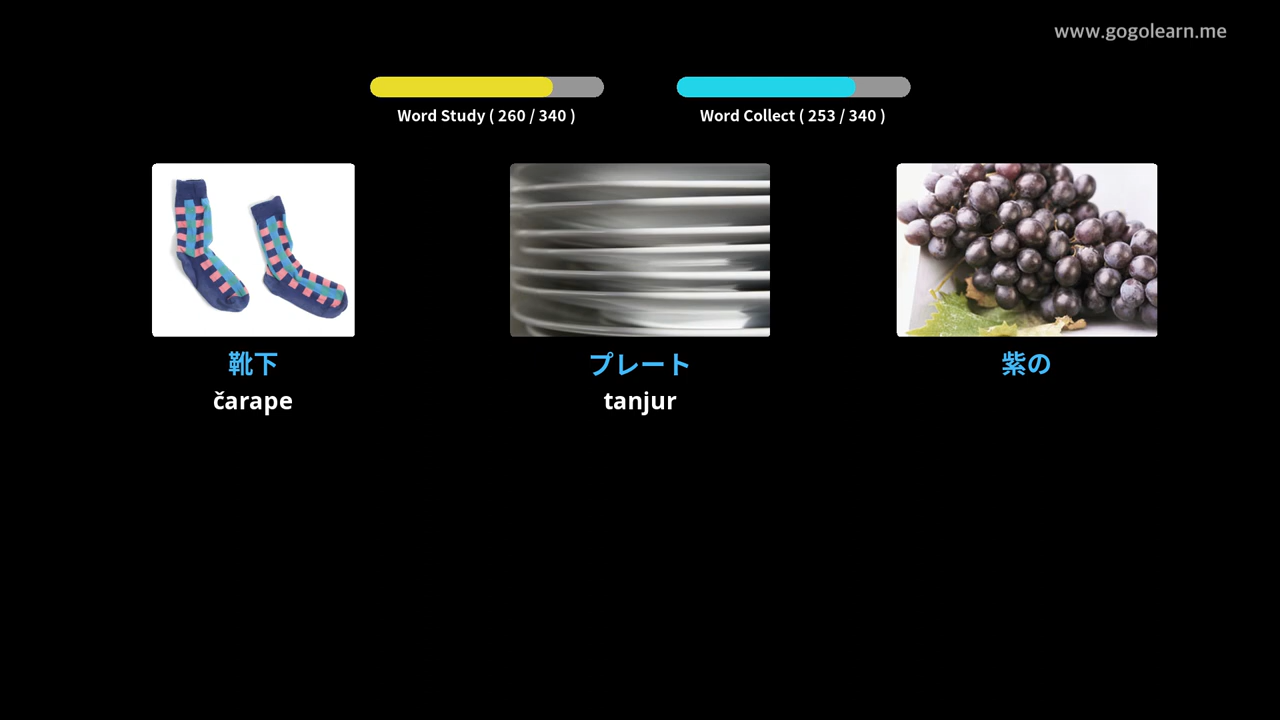 www.gogolearn.me
Word Study ( 260 / 340 )
Word Collect ( 253 / 340 )
靴下
čarape
プレート
tanjur
紫の